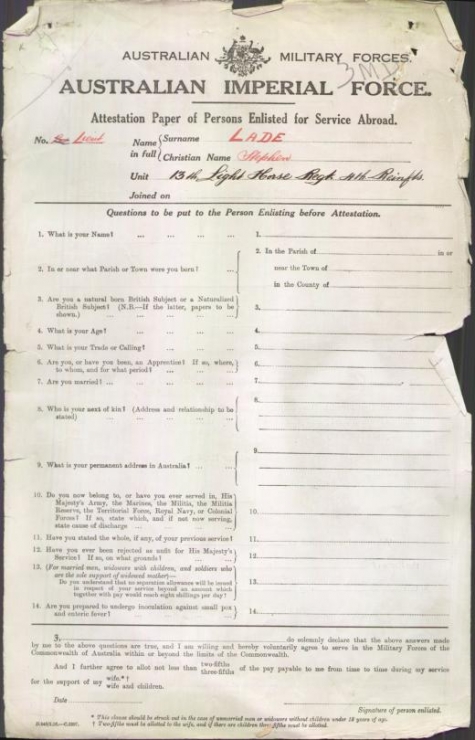 AUSTRALIAN MILITARY FORCES.
3 M.D.
AUSTRALIAN IMPERIAL FORCE.
Attestation Paper of Persons Enlisted for Service Abroad.
No. Lieut Name in full Surname LADE
Christian Name Stephen
Unit 13th Light Horse Regt 4th Reinfts.
Joined on
Questions to be put to the Person Enlisting before Attestation.
1. What is your Name? ... ... ... 1.
2. In or near what Parish or Town were you born? ... 2. In the Parish of in or
near the Town of
in the County of
3. Are you a natural born British Subject or a Naturalized
British Subject? (N.B.—If the latter, papers to be
shown.) ... ... ... ... 3.
4. What is your Age? ... ... ... 4.
5. What is your Trade or Calling? ... ... ... 5.
6. Are you, or have you been, an Apprentice? If so, where,
to whom, and for what period? ... ... ... 6.
7. Are you married? ... ... ... ... 7.
8. Who is your next of kin? (Address and relationship to be
stated) ... ... ... ... 8.
9. What is your permanent address in Australia? ... ... 9.
10. Do you now belong to, or have you ever served in, His
Majesty's Army, the Marines, the Militia, the Militia
Reserve, the Territorial Force, Royal Navy, or Colonial
Forces? If so, state which, and if not now serving,
state cause of discharge ... ... ... 10.
11. Have you stated the whole, if any, of your previous service? 11.
12. Have you ever been rejected as unfit for His Majesty's
Service? If so, on what grounds? ... ... 12.
13. (For married men, widowers with children, and soldiers who
are the sole support of widowed mother)—
Do you understand that no separation allowance will be issued
in respect of your service beyond an amount which
together with pay would reach eight shillings per day? 13.
14. Are you prepared to undergo inoculation against small pox
and enteric fever? ... ... ... 14.
I, do solemnly declare that the above answers made
by me to the above questions are true, and I am willing and hereby voluntarily agree to serve in the Military Forces of the
Commonwealth of Australia within or beyond the limits of the Commonwealth.
And I further agree to allot not less than two-fifths three-fifths of the pay payable to me from time to time during my service
for the support of my wife.*†
wife and children.
Date
Signature of person enlisted.
* This clause should be struck out in the case of unmarried men or widowers without children under 18 years of age.
† Two-fifths must be allotted to the wife, and if there are children three-fifths must be allotted.